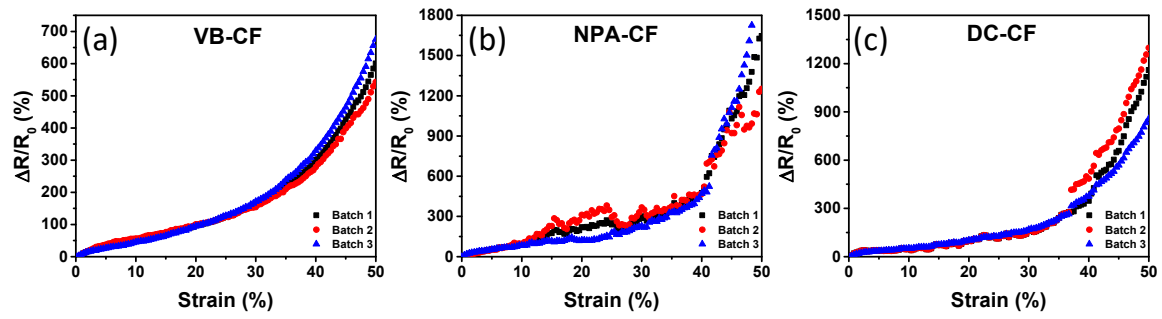 (a) VB-CF
700
600
500
400
300
200
100
0
ΔR/R0 (%)
Batch 1
Batch 2
Batch 3
0 10 20 30 40 50
Strain (%)
(b) NPA-CF
1800
1500
1200
900
600
300
0
ΔR/R0 (%)
Batch 1
Batch 2
Batch 3
0 10 20 30 40 50
Strain (%)
(c) DC-CF
1500
1200
900
600
300
0
ΔR/R0 (%)
Batch 1
Batch 2
Batch 3
0 10 20 30 40 50
Strain (%)